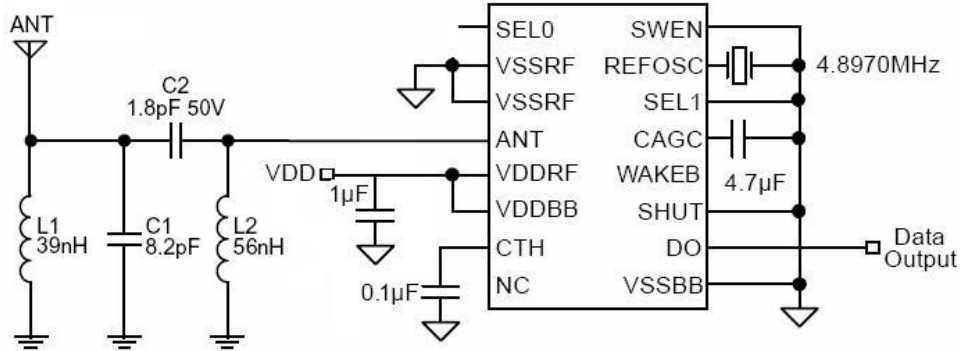 ANT
C2
1.8pF 50V
L1
39nH
C1
8.2pF
L2
56nH
VDD
1µF
0.1µF
SEL0
VSSRF
VSSRF
ANT
VDDRF
VDDBB
CTH
NC
SWEN
REFOSC
SEL1
CAGC
WAKEB
SHUT
DO
VSSBB
4.8970MHz
4.7µF
Data
Output